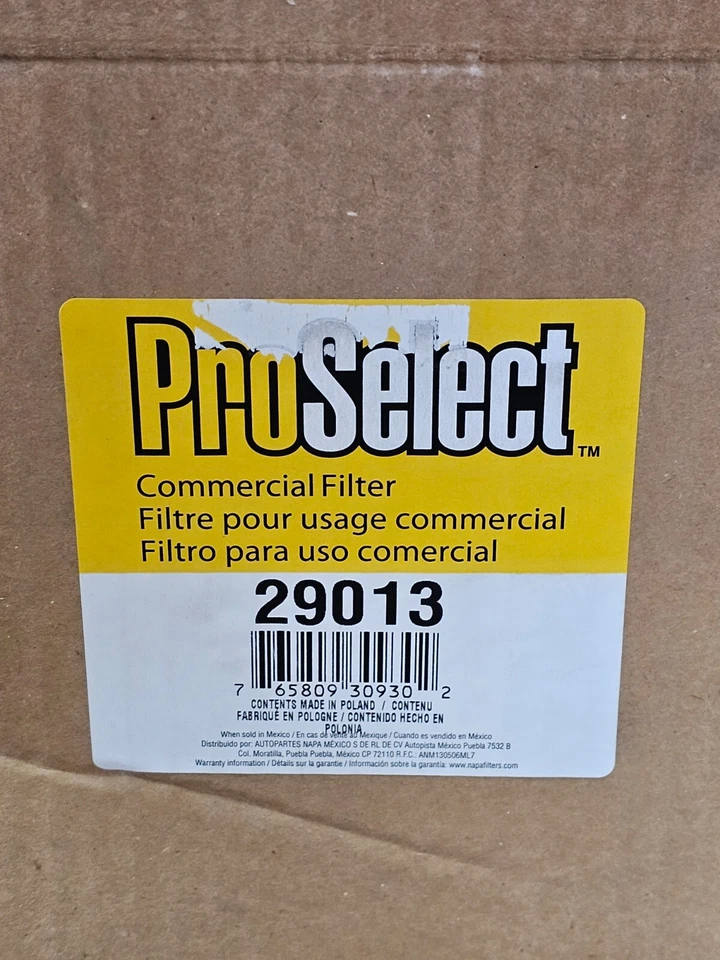 ProSelect™
Commercial Filter
Filtre pour usage commercial
Filtro para uso comercial
29013
7 65809 30930 2
CONTENTS MADE IN POLAND / CONTENU
FABRIQUÉ EN POLOGNE / CONTENIDO HECHO EN
POLONIA
When sold in Mexico / En cas de vente au Mexique / Cuando es vendido en México
Distribuido por: AUTOPARTES NAPA MÉXICO S DE RL DE CV Autopista México Puebla 7532 B
Col. Moratilla, Puebla Puebla, México CP 72110 R.F.C.: ANM130506ML7
Warranty information / Détails sur la garantie / Información sobre la garantía: www.napafilters.com